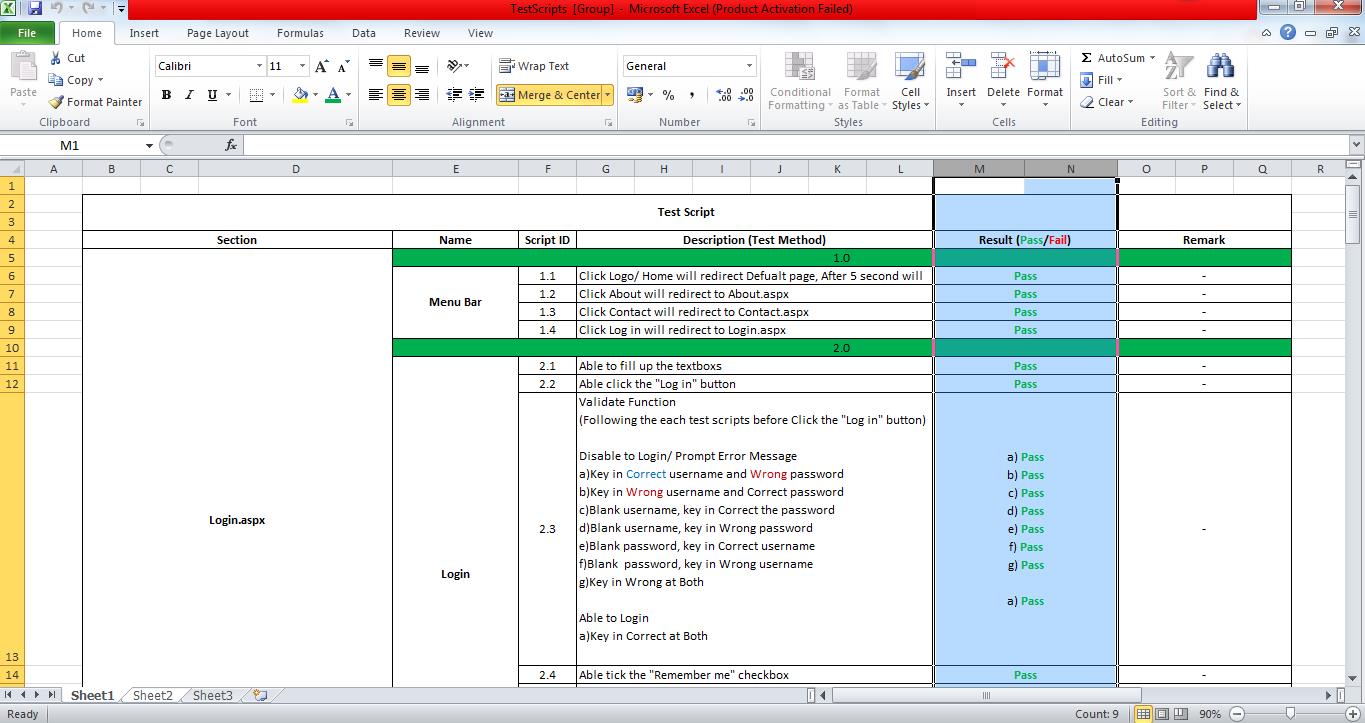 TestScripts [Group] - Microsoft Excel (Product Activation Failed)
File Home Insert Page Layout Formulas Data Review View
Paste Cut Copy Format Painter
Calibri 11 B I U
Wrap Text Merge & Center
General % ,
Conditional Formatting Format as Table Cell Styles
Insert Delete Format
Σ AutoSum Fill Clear Sort & Filter Find & Select
Clipboard Font Alignment Number Styles Cells Editing
M1 fx
A B C D E F G H I J K L M N O P Q R
1
2
Test Script
3
4 Section Name Script ID Description (Test Method) Result (Pass/Fail) Remark
5 1.0
6 1.1 Click Logo/ Home will redirect Defualt page, After 5 second will Pass -
Menu Bar
7 1.2 Click About will redirect to About.aspx Pass -
8 1.3 Click Contact will redirect to Contact.aspx Pass -
9 1.4 Click Log in will redirect to Login.aspx Pass -
10 2.0
11 2.1 Able to fill up the textboxs Pass -
12 2.2 Able click the "Log in" button Pass -
Validate Function
(Following the each test scripts before Click the "Log in" button)
Disable to Login/ Prompt Error Message a) Pass
a)Key in Correct username and Wrong password b) Pass
b)Key in Wrong username and Correct password c) Pass
c)Blank username, key in Correct the password d) Pass
Login.aspx
2.3 d)Blank username, key in Wrong password e) Pass -
e)Blank password, key in Correct username f) Pass
f)Blank  password, key in Wrong username g) Pass
Login
g)Key in Wrong at Both
a) Pass
Able to Login
a)Key in Correct at Both
13
14 2.4 Able tick the "Remember me" checkbox Pass -
Sheet1 Sheet2 Sheet3
Ready Count: 9 90%